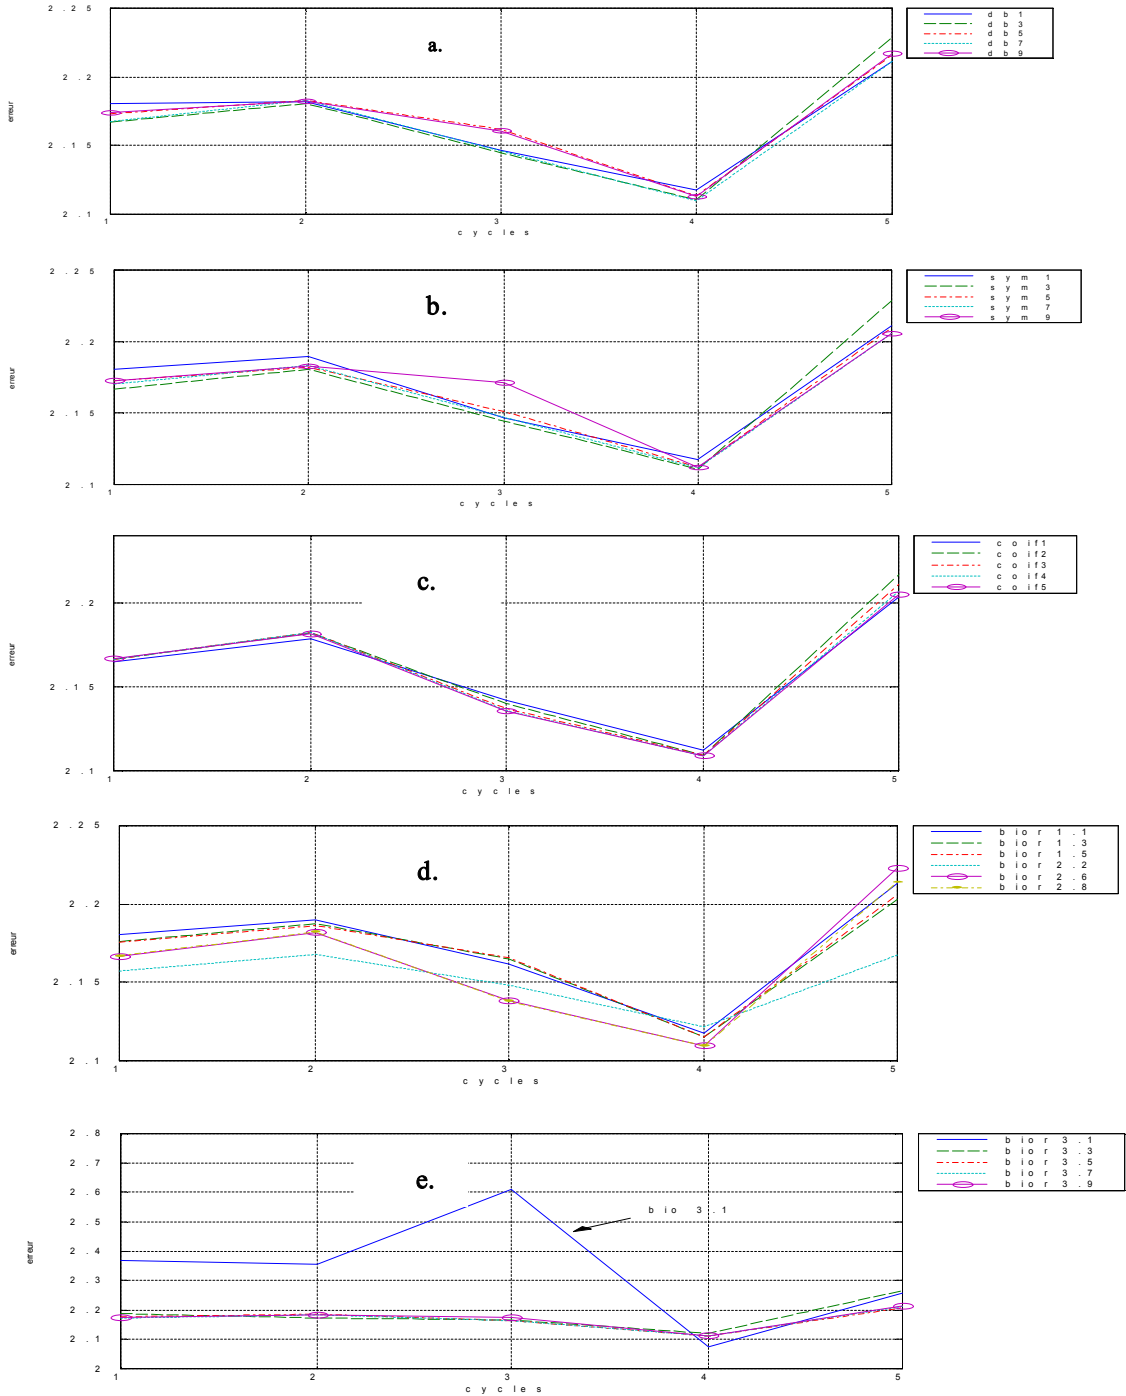 2.25
a.
db1
db3
db5
db7
db9
2.2
erreur
2.15
2.1
1 2 3 4 5
cycles
2.25
b.
sym1
sym3
sym5
sym7
sym9
2.2
erreur
2.15
2.1
1 2 3 4 5
cycles
c.
coif1
coif2
coif3
coif4
coif5
2.2
erreur
2.15
2.1
1 2 3 4 5
cycles
2.25
d.
bior1.1
bior1.3
bior1.5
bior2.2
bior2.6
bior2.8
2.2
erreur
2.15
2.1
1 2 3 4 5
cycles
2.8
2.7
e.
bior3.1
bior3.3
bior3.5
bior3.7
bior3.9
2.6
bio 3.1
2.5
2.4
erreur
2.3
2.2
2.1
2
1 2 3 4 5
cycles